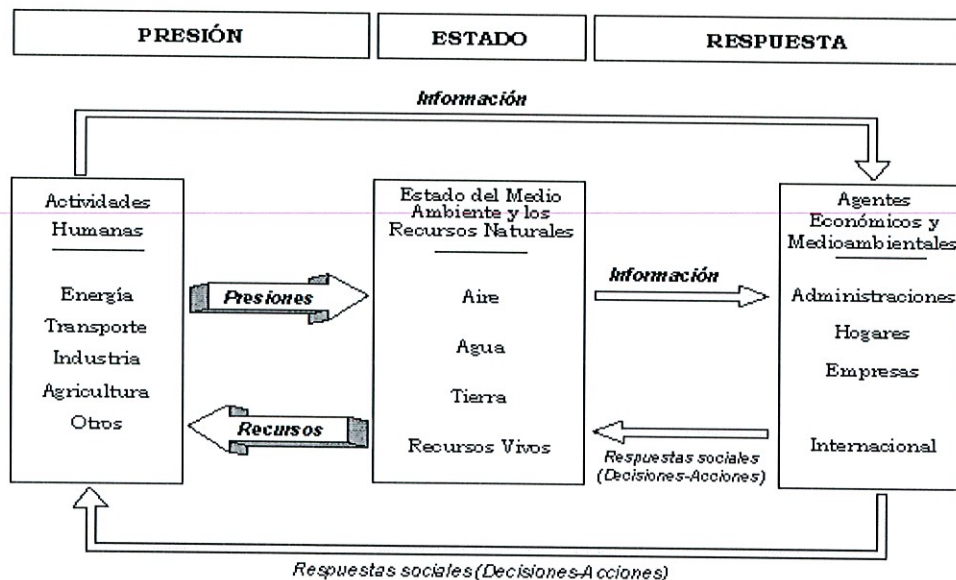 PRESIÓN
ESTADO
RESPUESTA
Información
Actividades
Humanas
Energía
Transporte
Industria
Agricultura
Otros
Presiones
Recursos
Estado del Medio
Ambiente y los
Recursos Naturales
Aire
Agua
Tierra
Recursos Vivos
Información
Respuestas sociales
(Decisiones-Acciones)
Agentes
Económicos y
Medioambientales
Administraciones
Hogares
Empresas
Internacional
Respuestas sociales (Decisiones-Acciones)